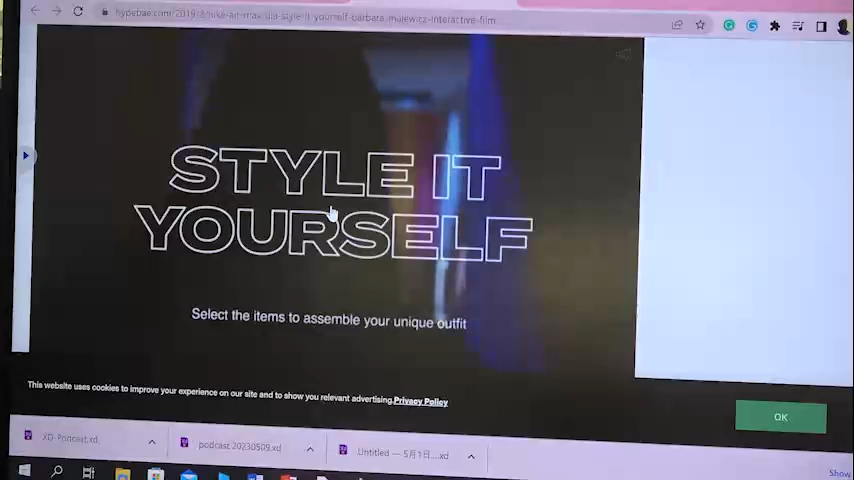 hypebae.com/2019/8/nike-air-max-dia-style-it-yourself-barbara-malewicz-interactive-film
STYLE IT
YOURSELF
Select the items to assemble your unique outfit
This website uses cookies to improve your experience on our site and to show you relevant advertising.Privacy Policy
OK
XD-Podcast.xd
podcast 20230509.xd
Untitled — 5月1日....xd
Show